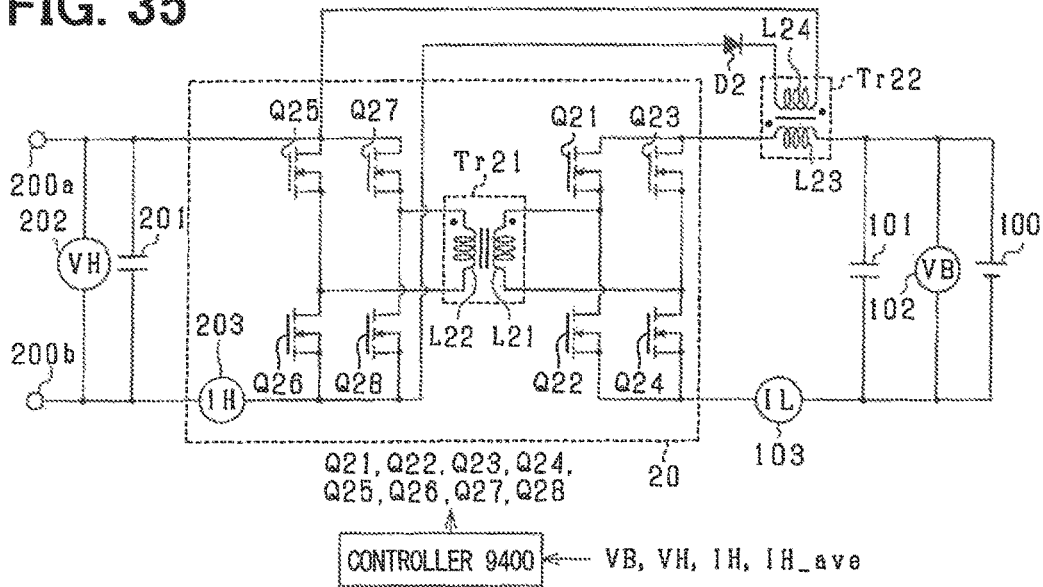 FIG. 35
L24
D2
Tr22
Q25
Q27
Q21
Q23
Tr21
L23
200a
202
VH
201
101
100
VB
102
203
L22
L21
200b
IH
Q26
Q28
Q22
Q24
IL
103
20
Q21, Q22, Q23, Q24,
Q25, Q26, Q27, Q28
CONTROLLER 9400
VB, VH, IH, IH_ave